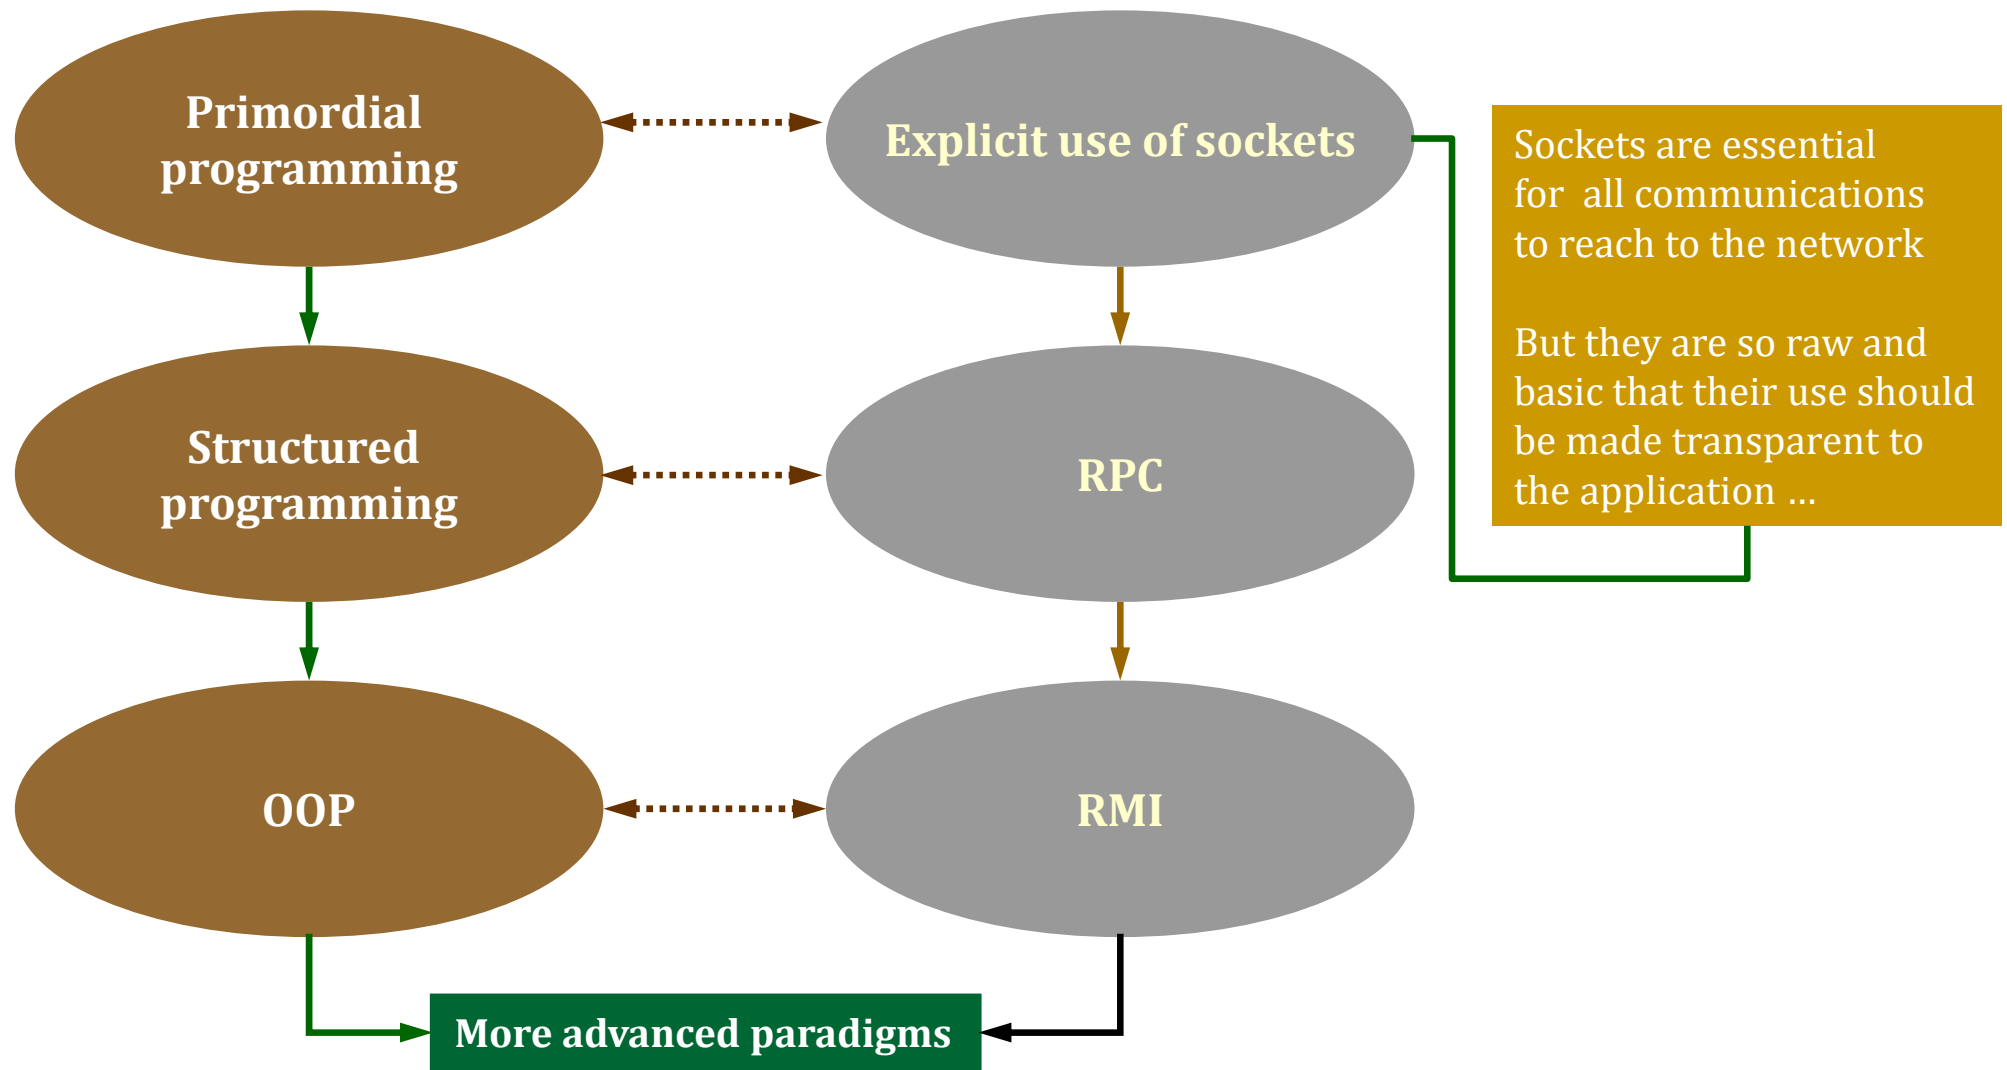 Primordial
programming
Explicit use of sockets
Sockets are essential
for  all communications
to reach to the network
But they are so raw and
basic that their use should
be made transparent to
the application …
Structured
programming
RPC
OOP
RMI
More advanced paradigms